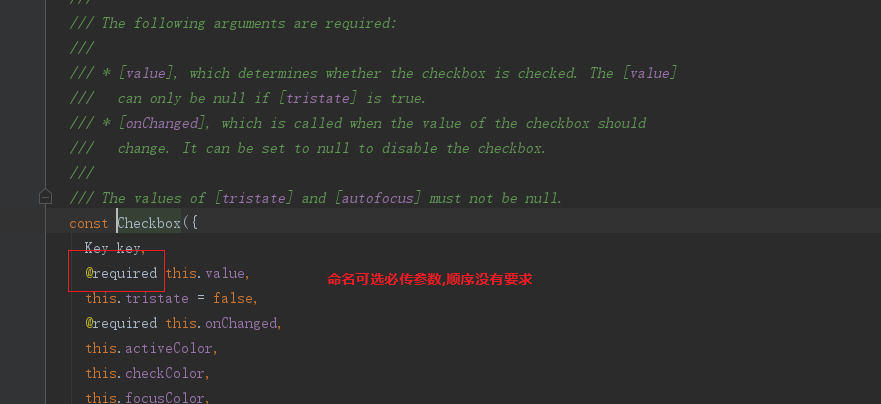 ///
/// The following arguments are required:
///
/// * [value], which determines whether the checkbox is checked. The [value]
///   can only be null if [tristate] is true.
/// * [onChanged], which is called when the value of the checkbox should
///   change. It can be set to null to disable the checkbox.
///
/// The values of [tristate] and [autofocus] must not be null.
const Checkbox({
Key key,
@required this.value,
命名可选必传参数,顺序没有要求
this.tristate = false,
@required this.onChanged,
this.activeColor,
this.checkColor,
this.focusColor,